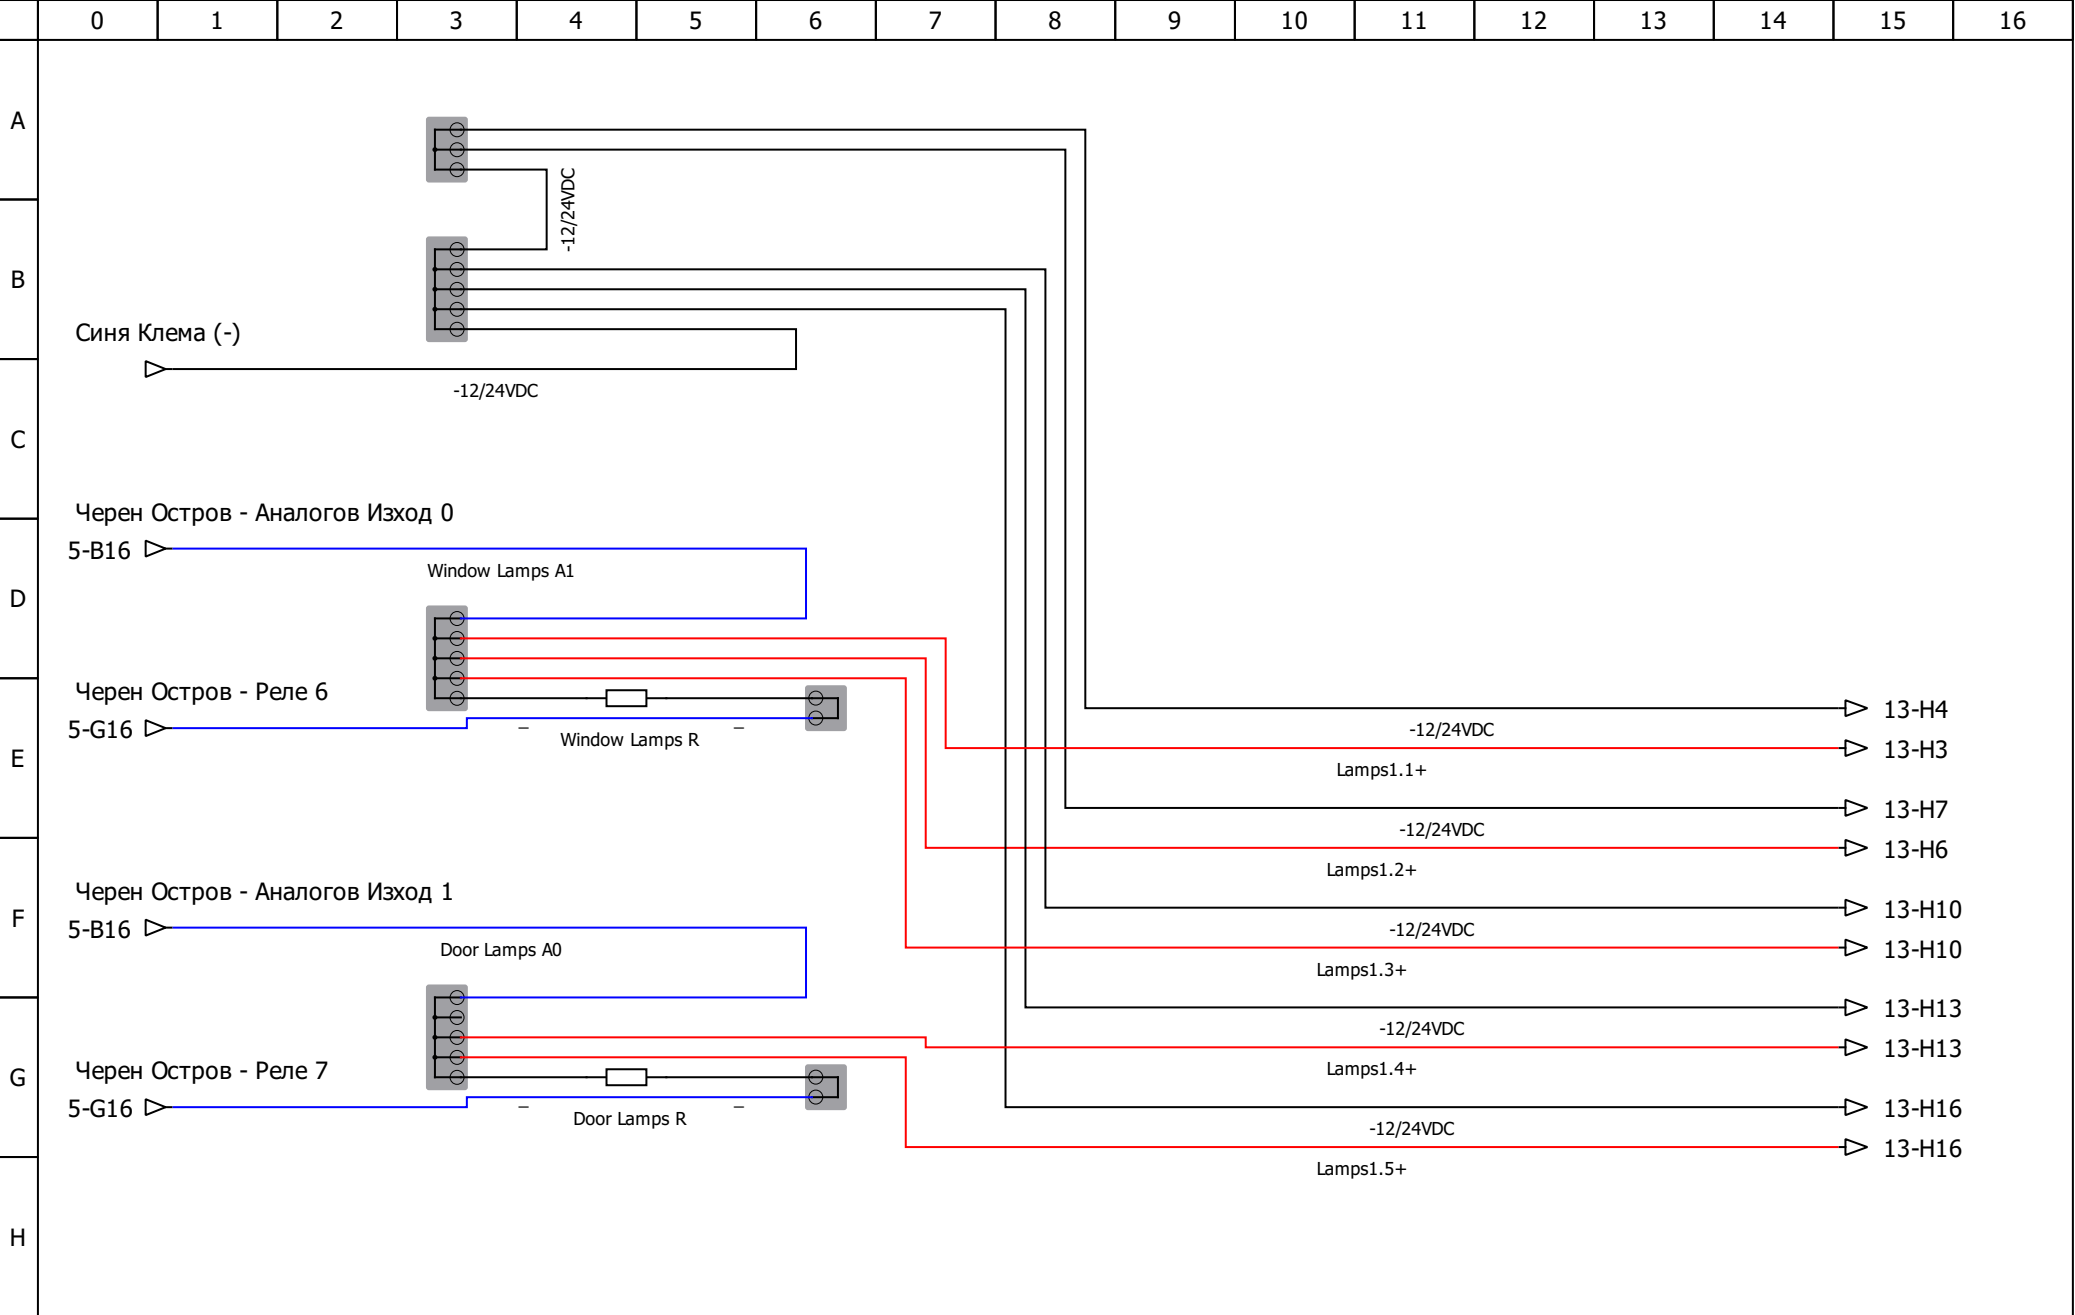 0 1 2 3 4 5 6 7 8 9 10 11 12 13 14 15 16
A
-12/24VDC
B
Синя Клема (-)
-12/24VDC
C
Черен Остров - Аналогов Изход 0
5-B16
Window Lamps A1
D
Черен Остров - Реле 6
5-G16
Window Lamps R
13-H4
-12/24VDC
13-H3
E
Lamps1.1+
13-H7
-12/24VDC
13-H6
Lamps1.2+
Черен Остров - Аналогов Изход 1
13-H10
F
5-B16
-12/24VDC
Door Lamps A0
13-H10
Lamps1.3+
13-H13
-12/24VDC
13-H13
Черен Остров - Реле 7
Lamps1.4+
G
5-G16
13-H16
Door Lamps R
-12/24VDC
13-H16
Lamps1.5+
H